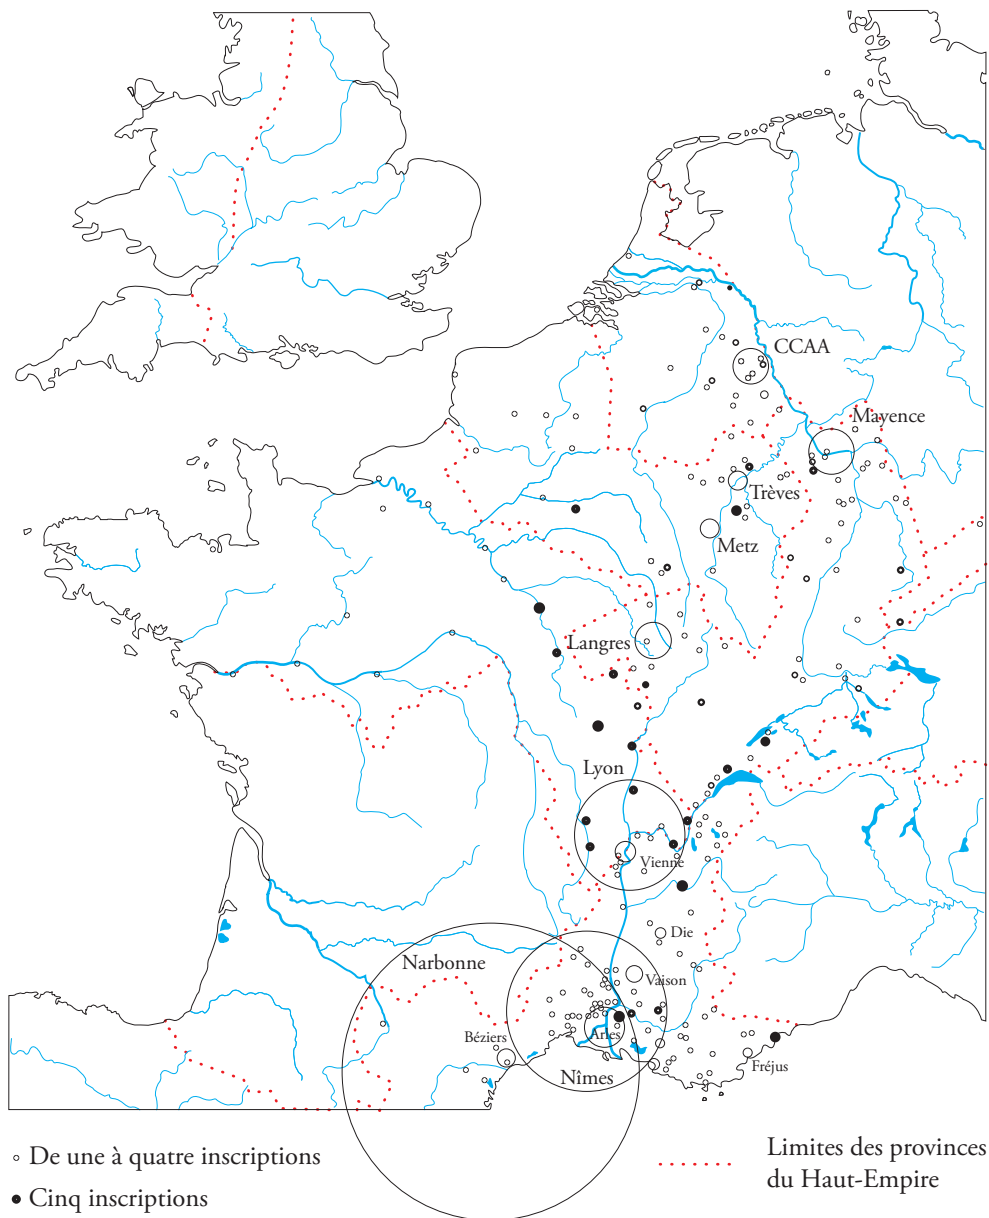 CCAA
Mayence
Trèves
Metz
Langres
Lyon
Vienne
Die
Narbonne
Vaison
Béziers
Arles
Fréjus
Nîmes
De une à quatre inscriptions
Cinq inscriptions
Limites des provinces
du Haut-Empire